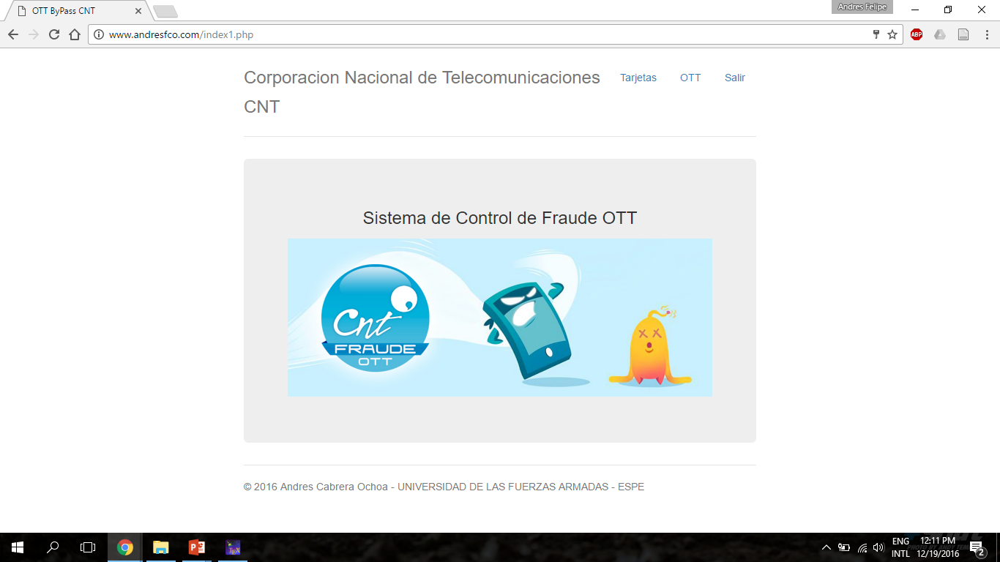 OTT ByPass CNT
Andres Felipe
www.andresfco.com/index1.php
ABP
Corporacion Nacional de Telecomunicaciones
CNT
Tarjetas
OTT
Salir
Sistema de Control de Fraude OTT
Cnt
FRAUDE
OTT
© 2016 Andres Cabrera Ochoa - UNIVERSIDAD DE LAS FUERZAS ARMADAS - ESPE
ENG
INTL
12:11 PM
12/19/2016
2